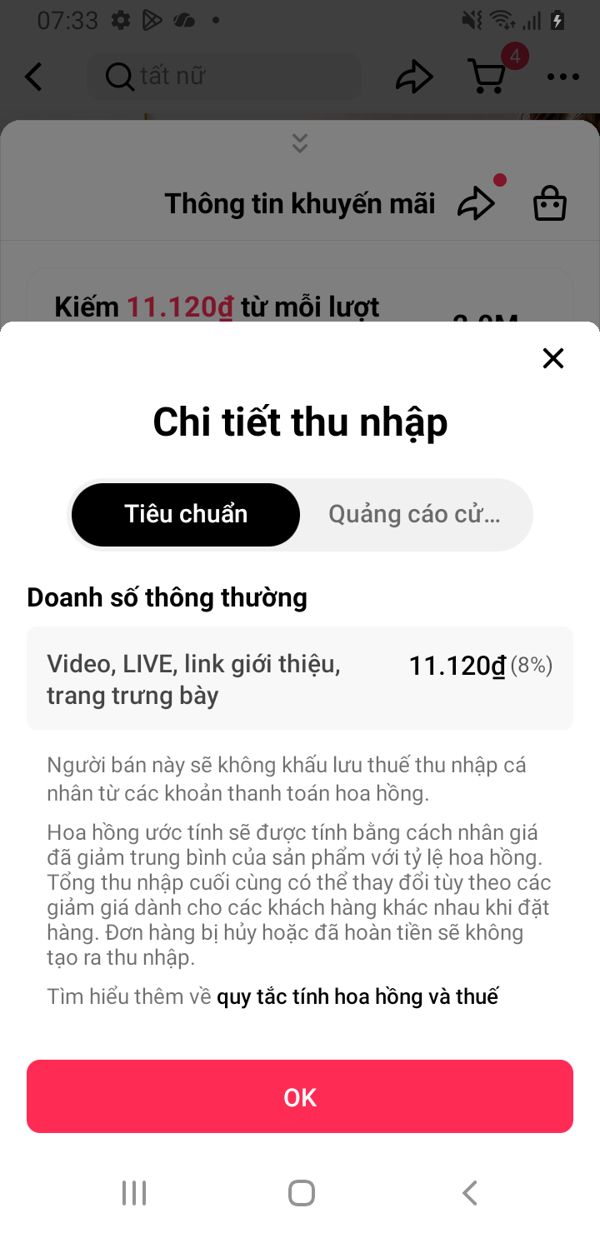 07:33
tất nữ
4
Thông tin khuyến mãi
Kiếm 11.120₫ từ mỗi lượt
Chi tiết thu nhập
Tiêu chuẩn
Quảng cáo cử...
Doanh số thông thường
Video, LIVE, link giới thiệu,
trang trưng bày
11.120₫ (8%)
Người bán này sẽ không khấu lưu thuế thu nhập cá
nhân từ các khoản thanh toán hoa hồng.
Hoa hồng ước tính sẽ được tính bằng cách nhân giá
đã giảm trung bình của sản phẩm với tỷ lệ hoa hồng.
Tổng thu nhập cuối cùng có thể thay đổi tùy theo các
giảm giá dành cho các khách hàng khác nhau khi đặt
hàng. Đơn hàng bị hủy hoặc đã hoàn tiền sẽ không
tạo ra thu nhập.
Tìm hiểu thêm về quy tắc tính hoa hồng và thuế
OK